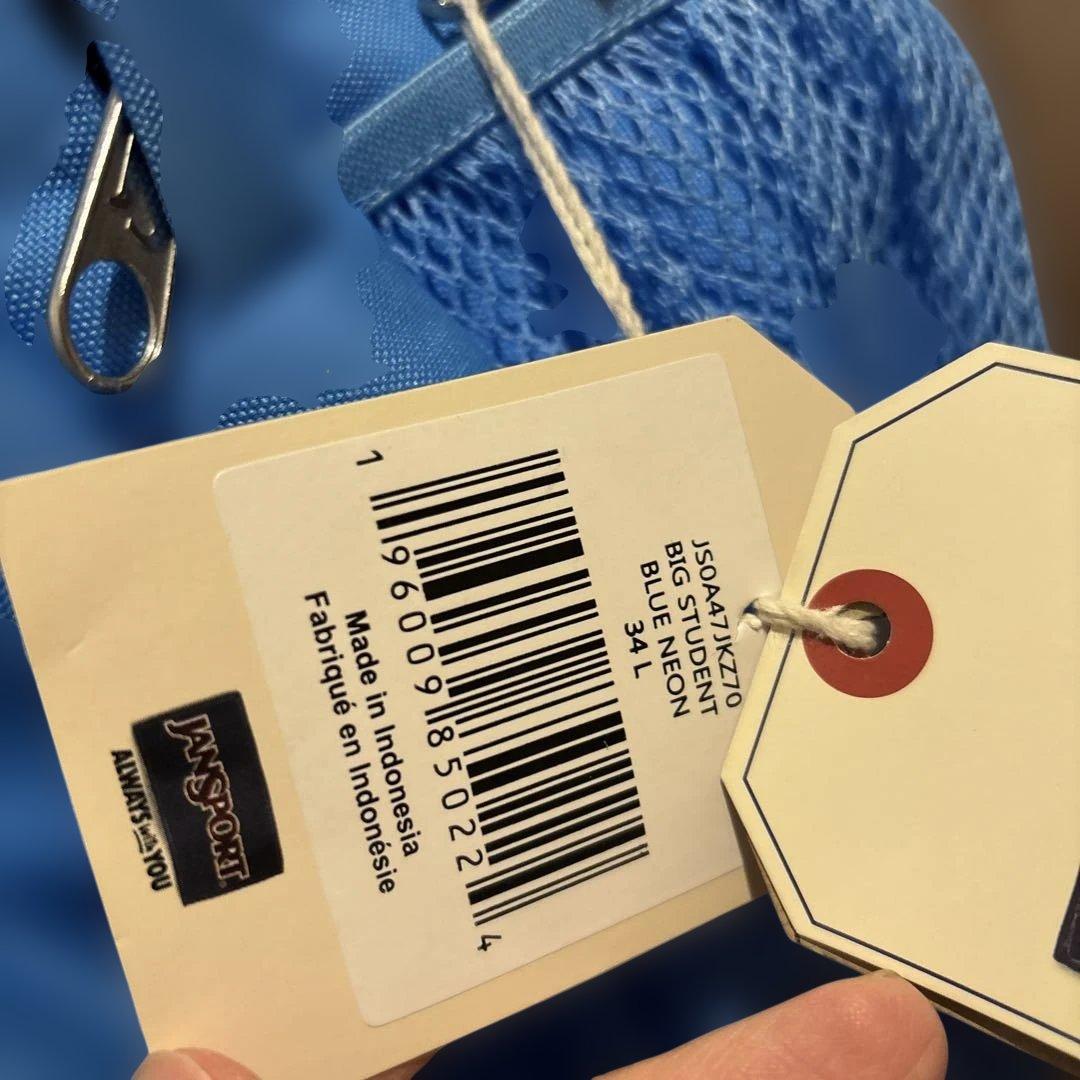 JS0A47JKZ70
BIG STUDENT
BLUE NEON
34 L
1 96009 85022 4
Made in Indonesia
Fabriqué en Indonésie
JANSPORT
ALWAYS with YOU